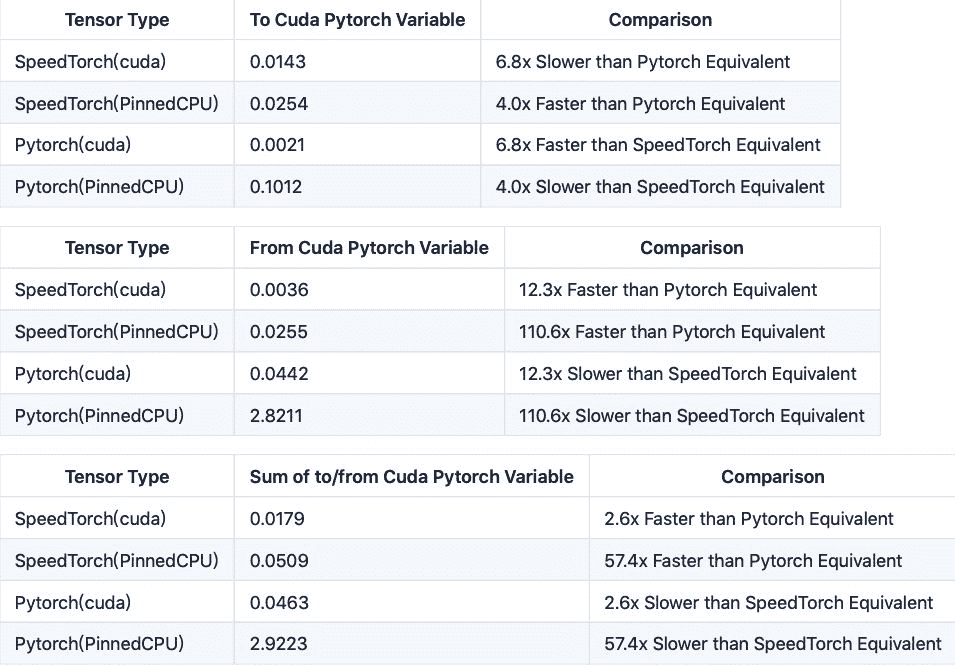 Tensor Type To Cuda Pytorch Variable Comparison
SpeedTorch(cuda) 0.0143 6.8x Slower than Pytorch Equivalent
SpeedTorch(PinnedCPU) 0.0254 4.0x Faster than Pytorch Equivalent
Pytorch(cuda) 0.0021 6.8x Faster than SpeedTorch Equivalent
Pytorch(PinnedCPU) 0.1012 4.0x Slower than SpeedTorch Equivalent
Tensor Type From Cuda Pytorch Variable Comparison
SpeedTorch(cuda) 0.0036 12.3x Faster than Pytorch Equivalent
SpeedTorch(PinnedCPU) 0.0255 110.6x Faster than Pytorch Equivalent
Pytorch(cuda) 0.0442 12.3x Slower than SpeedTorch Equivalent
Pytorch(PinnedCPU) 2.8211 110.6x Slower than SpeedTorch Equivalent
Tensor Type Sum of to/from Cuda Pytorch Variable Comparison
SpeedTorch(cuda) 0.0179 2.6x Faster than Pytorch Equivalent
SpeedTorch(PinnedCPU) 0.0509 57.4x Faster than Pytorch Equivalent
Pytorch(cuda) 0.0463 2.6x Slower than SpeedTorch Equivalent
Pytorch(PinnedCPU) 2.9223 57.4x Slower than SpeedTorch Equivalent